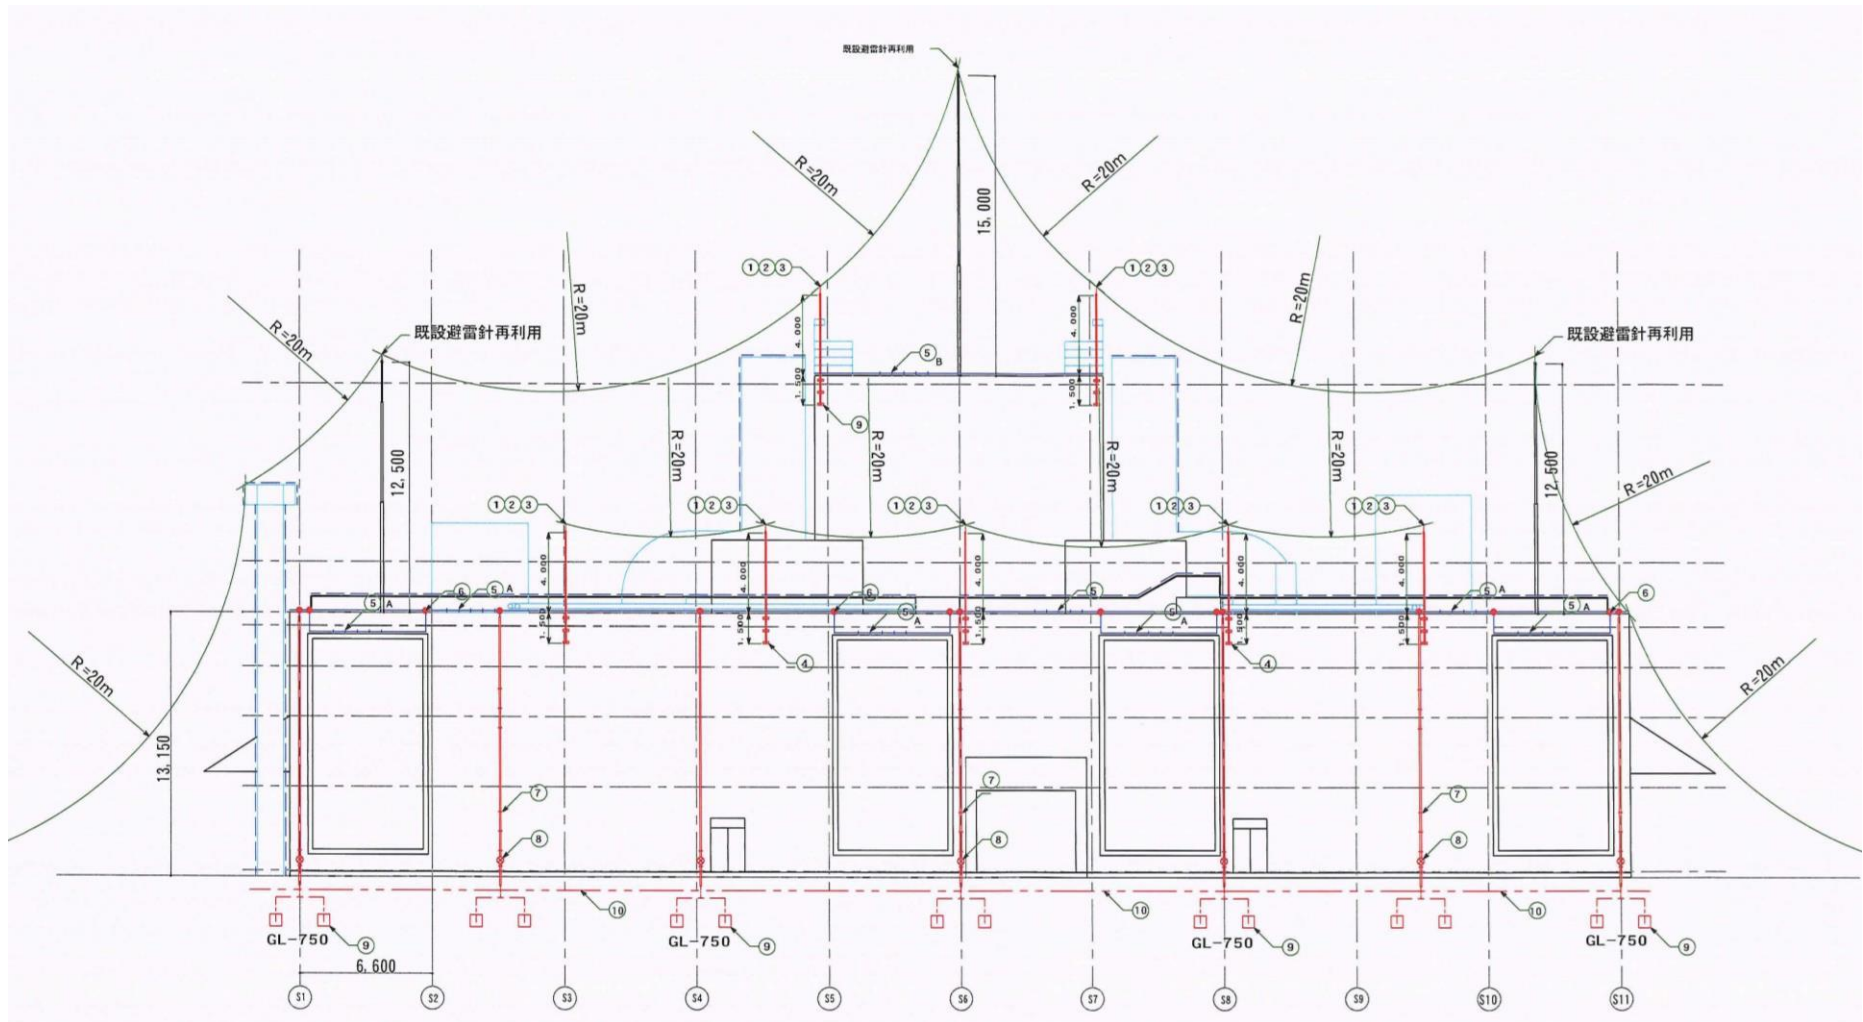 既設避雷針再利用
R=20m
R=20m
15,000
①②③
①②③
R=20m
R=20m
R=20m
4.000
4.000
既設避雷針再利用
既設避雷針再利用
⑤B
1.500
1.500
⑨
12,500
R=20m
R=20m
R=20m
R=20m
12,500
R=20m
①②③
①②③
①②③
①②③
①②③
4.000
4.000
4.000
4.000
4.000
⑤A
⑥
⑤A
⑥
⑤A
⑤
⑤A
⑤A
⑤A
⑥
1.500
1.500
1.500
1.500
1.500
④
④
R=20m
R=20m
13,150
⑦
⑦
⑦
⑧
⑧
⑧
⑩
⑩
⑩
GL-750
⑨
GL-750
⑨
GL-750
⑨
GL-750
⑨
6,600
S1
S2
S3
S4
S5
S6
S7
S8
S9
S10
S11